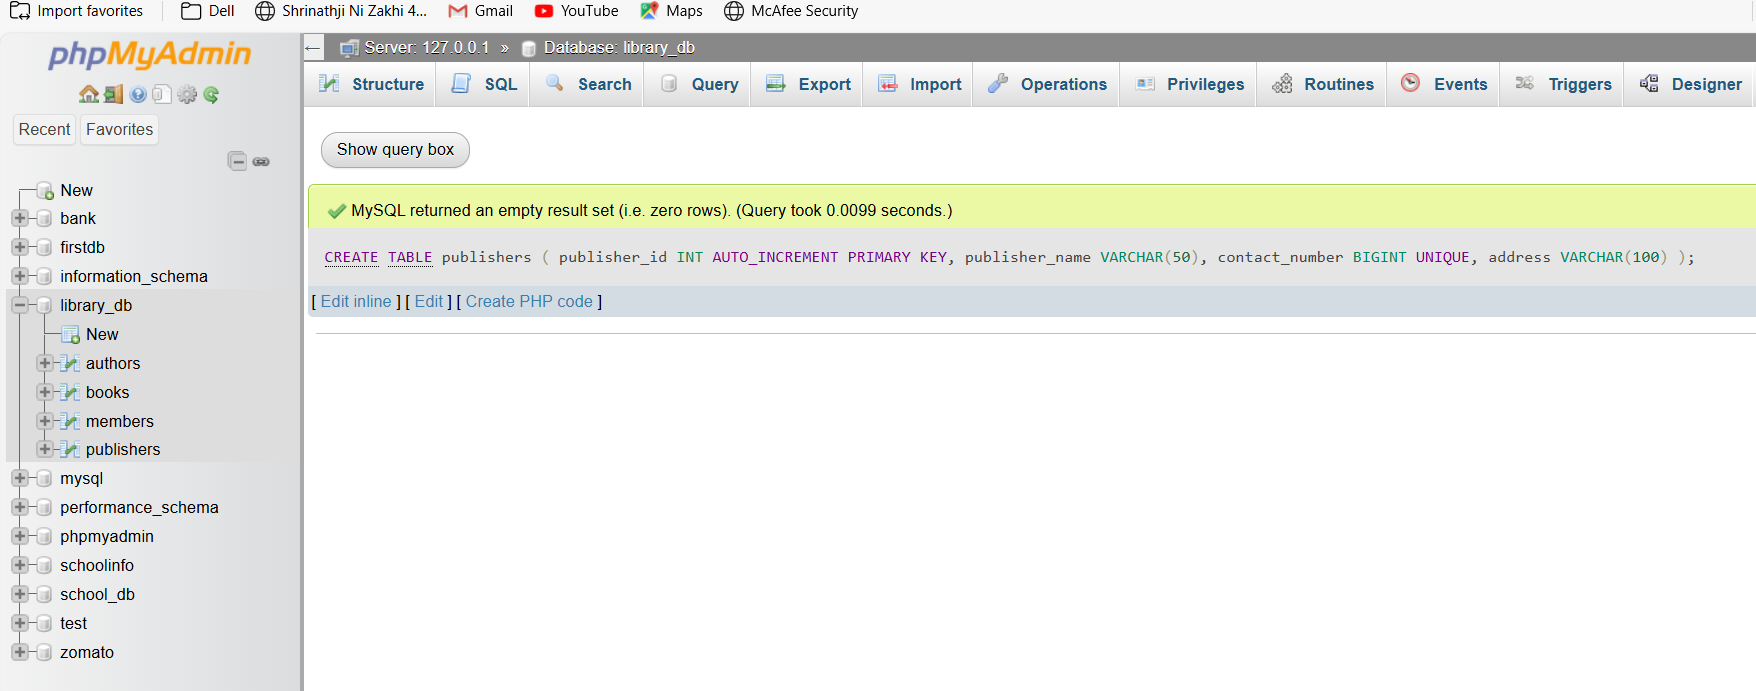 Import favorites Dell Shrinathji Ni Zakhi 4... Gmail YouTube Maps McAfee Security
phpMyAdmin
Recent Favorites
New
bank
firstdb
information_schema
library_db
New
authors
books
members
publishers
mysql
performance_schema
phpmyadmin
schoolinfo
school_db
test
zomato
← Server: 127.0.0.1 » Database: library_db
Structure SQL Search Query Export Import Operations Privileges Routines Events Triggers Designer
Show query box
MySQL returned an empty result set (i.e. zero rows). (Query took 0.0099 seconds.)
CREATE TABLE publishers ( publisher_id INT AUTO_INCREMENT PRIMARY KEY, publisher_name VARCHAR(50), contact_number BIGINT UNIQUE, address VARCHAR(100) );
[ Edit inline ] [ Edit ] [ Create PHP code ]